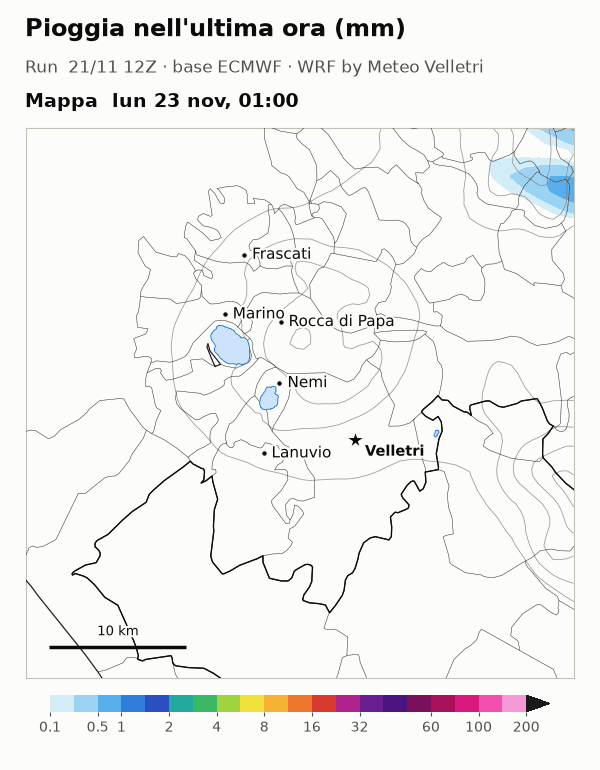 Pioggia nell'ultima ora (mm)
Run  21/11 12Z · base ECMWF · WRF by Meteo Velletri
Mappa  lun 23 nov, 01:00
Frascati
Marino
Rocca di Papa
Nemi
Velletri
Lanuvio
10 km
0.1 0.5 1 2 4 8 16 32 60 100 200